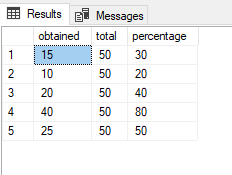 Results Messages
obtained total percentage
1 15 50 30
2 10 50 20
3 20 50 40
4 40 50 80
5 25 50 50